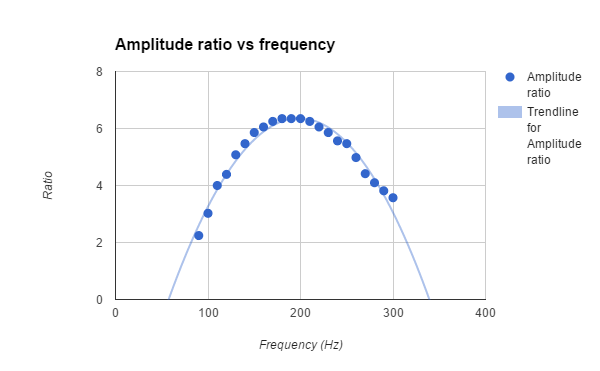 Amplitude ratio vs frequency
8
6
4
2
0
Ratio
0 100 200 300 400
Frequency (Hz)
Amplitude
ratio
Trendline
for
Amplitude
ratio